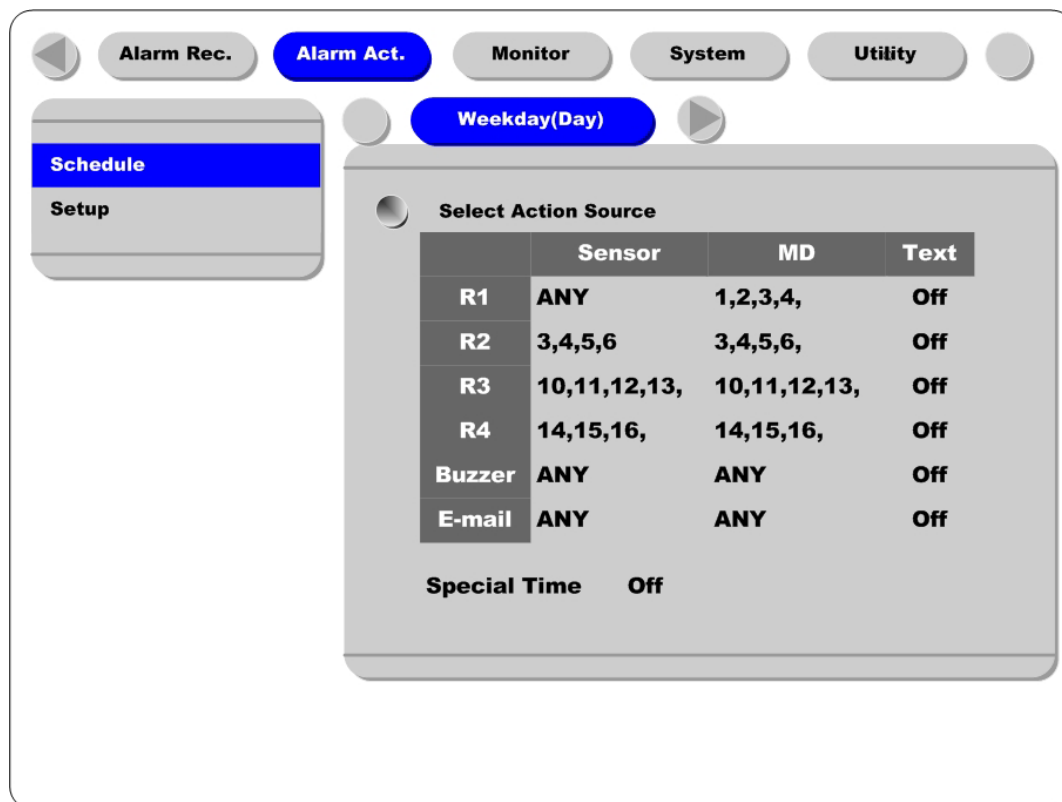 Alarm Rec. Alarm Act. Monitor System Utility
Weekday(Day)
Schedule
Setup
Select Action Source
Sensor MD Text
R1 ANY 1,2,3,4, Off
R2 3,4,5,6 3,4,5,6, Off
R3 10,11,12,13, 10,11,12,13, Off
R4 14,15,16, 14,15,16, Off
Buzzer ANY ANY Off
E-mail ANY ANY Off
Special Time Off